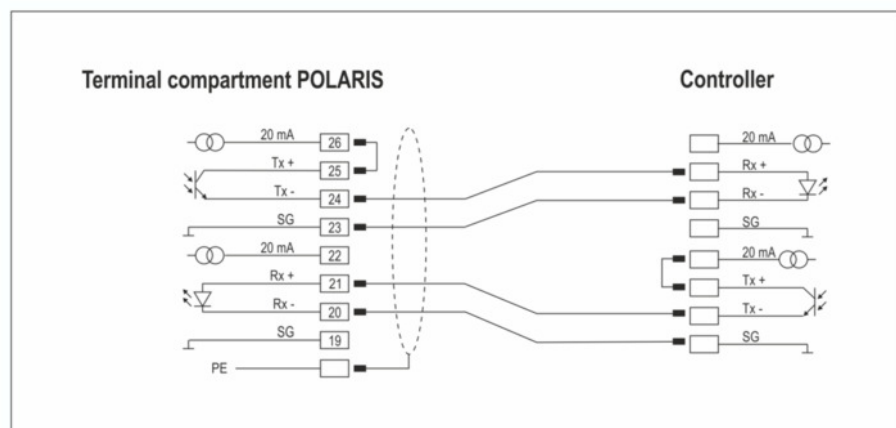 Terminal compartment POLARIS
Controller
20 mA 26
Tx + 25
Tx - 24
SG 23
20 mA 22
Rx + 21
Rx - 20
SG 19
PE
20 mA
Rx +
Rx -
SG
20 mA
Tx +
Tx -
SG